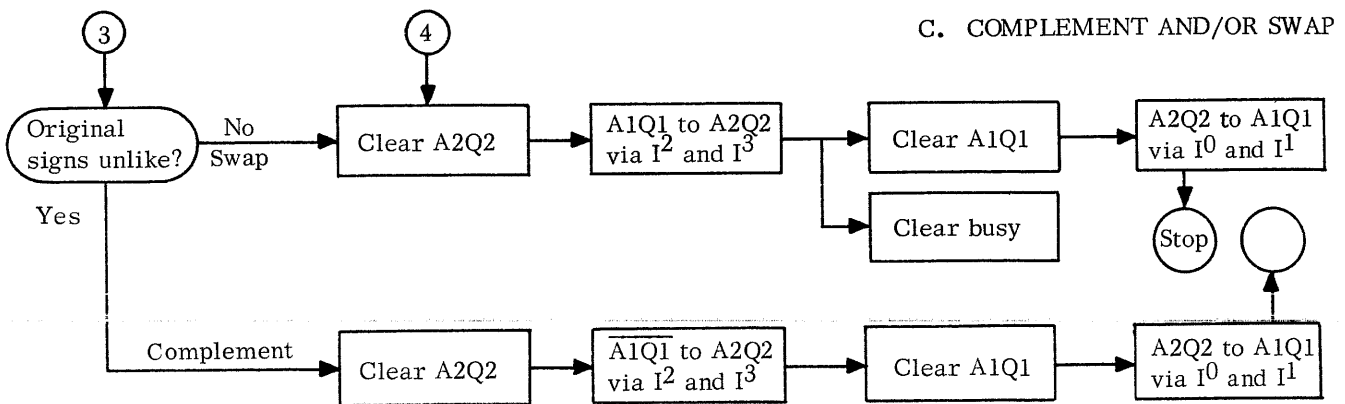 C. COMPLEMENT AND/OR SWAP
3
4
Original
signs unlike?
No
Swap
Clear A2Q2
A1Q1 to A2Q2
via I² and I³
Clear A1Q1
A2Q2 to A1Q1
via I⁰ and I¹
Yes
Clear busy
Stop
Complement
Clear A2Q2
A̅1̅Q̅1̅ to A2Q2
via I² and I³
Clear A1Q1
A2Q2 to A1Q1
via I⁰ and I¹